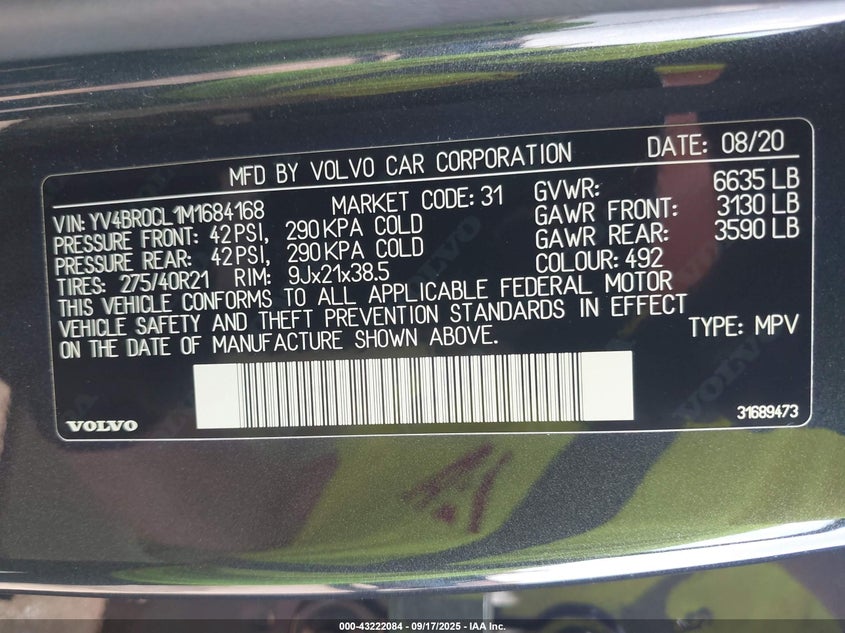 MFD BY VOLVO CAR CORPORATION DATE: 08/20
VIN: YV4BR0CL1M1684168 MARKET CODE: 31 GVWR: 6635 LB
PRESSURE FRONT: 42PSI, 290KPA COLD GAWR FRONT: 3130 LB
PRESSURE REAR: 42PSI, 290KPA COLD GAWR REAR: 3590 LB
TIRES: 275/40R21 RIM: 9Jx21x38.5 COLOUR: 492
THIS VEHICLE CONFORMS TO ALL APPLICABLE FEDERAL MOTOR
VEHICLE SAFETY AND THEFT PREVENTION STANDARDS IN EFFECT
ON THE DATE OF MANUFACTURE SHOWN ABOVE. TYPE: MPV
VOLVO 31689473
000-43222084 - 09/17/2025 - IAA Inc.